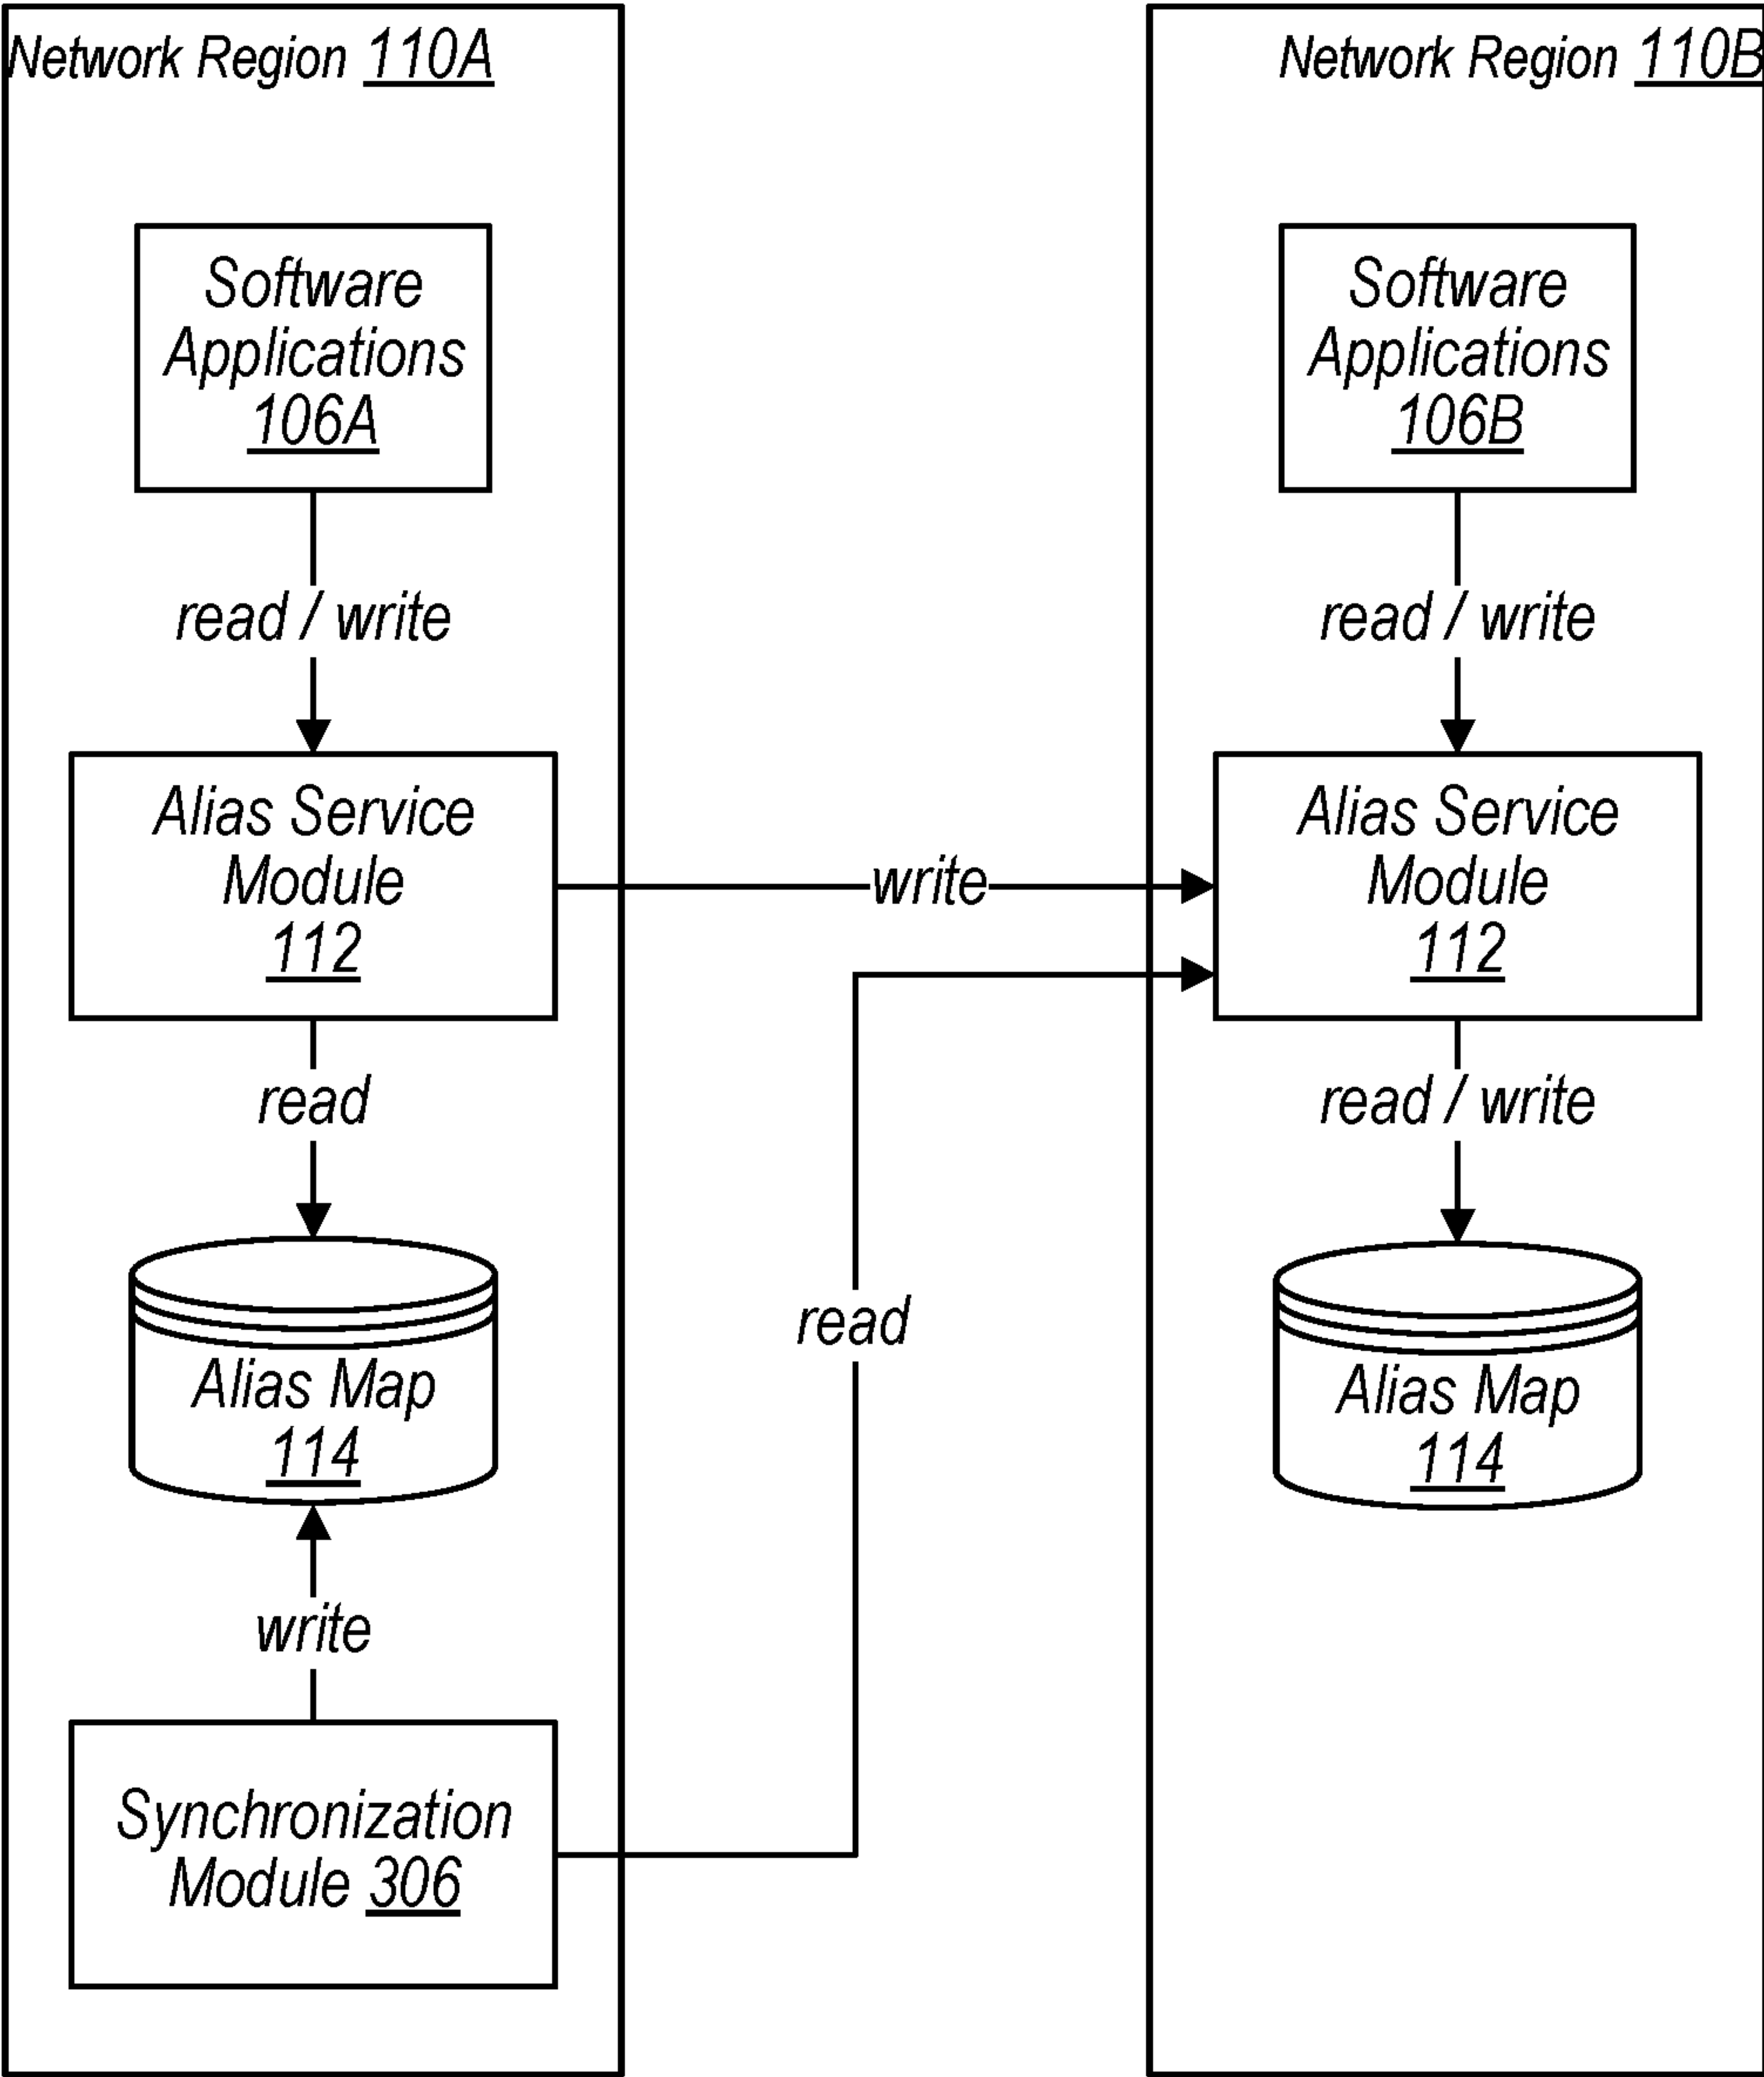 Network Region 110A
Software
Applications
106A
read / write
Alias Service
Module
112
read
Alias Map
114
write
Synchronization
Module 306
write
read
Network Region 110B
Software
Applications
106B
read / write
Alias Service
Module
112
read / write
Alias Map
114